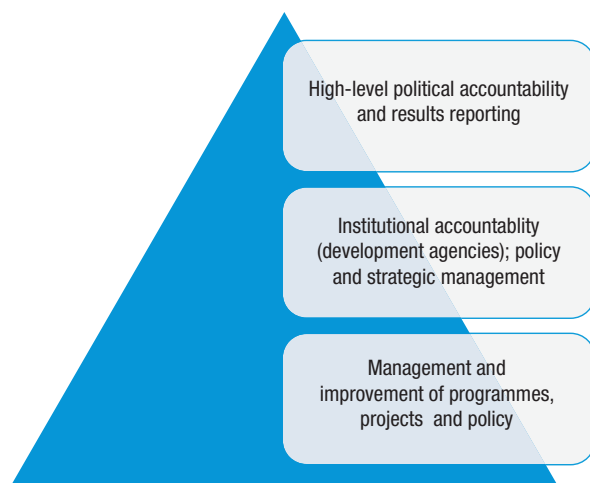 High-level political accountability
and results reporting
Institutional accountablity
(development agencies); policy
and strategic management
Management and
improvement of programmes,
projects and policy